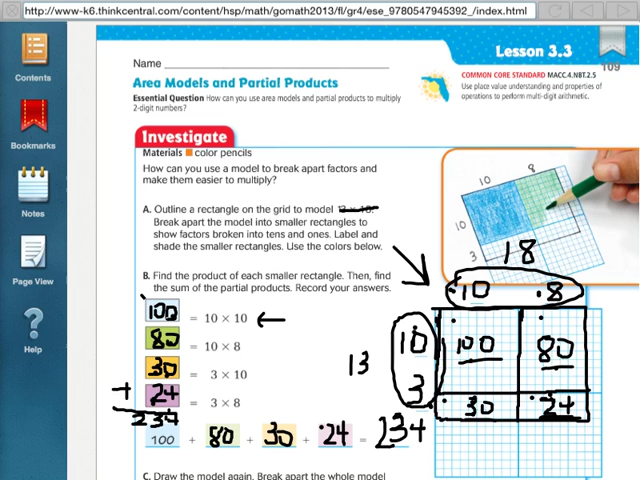 http://www-k6.thinkcentral.com/content/hsp/math/gomath2013/fl/gr4/ese_9780547945392_/index.html
Contents
Bookmarks
Notes
Page View
Help
Lesson 3.3
109
Name
Area Models and Partial Products
Essential Question How can you use area models and partial products to multiply
2-digit numbers?
COMMON CORE STANDARD MACC.4.NBT.2.5
Use place value understanding and properties of
operations to perform multi-digit arithmetic.
Investigate
Materials color pencils
How can you use a model to break apart factors and
make them easier to multiply?
A. Outline a rectangle on the grid to model 13 × 18.
Break apart the model into smaller rectangles to
show factors broken into tens and ones. Label and
shade the smaller rectangles. Use the colors below.
B. Find the product of each smaller rectangle. Then, find
the sum of the partial products. Record your answers.
100 = 10 × 10
80 = 10 × 8
30 = 3 × 10
+ 24 = 3 × 8
234
100 + 80 + 30 + 24 = 234
C. Draw the model again. Break apart the whole model
10 8
10
3
18
10 8
13
10 100 80
3 30 24